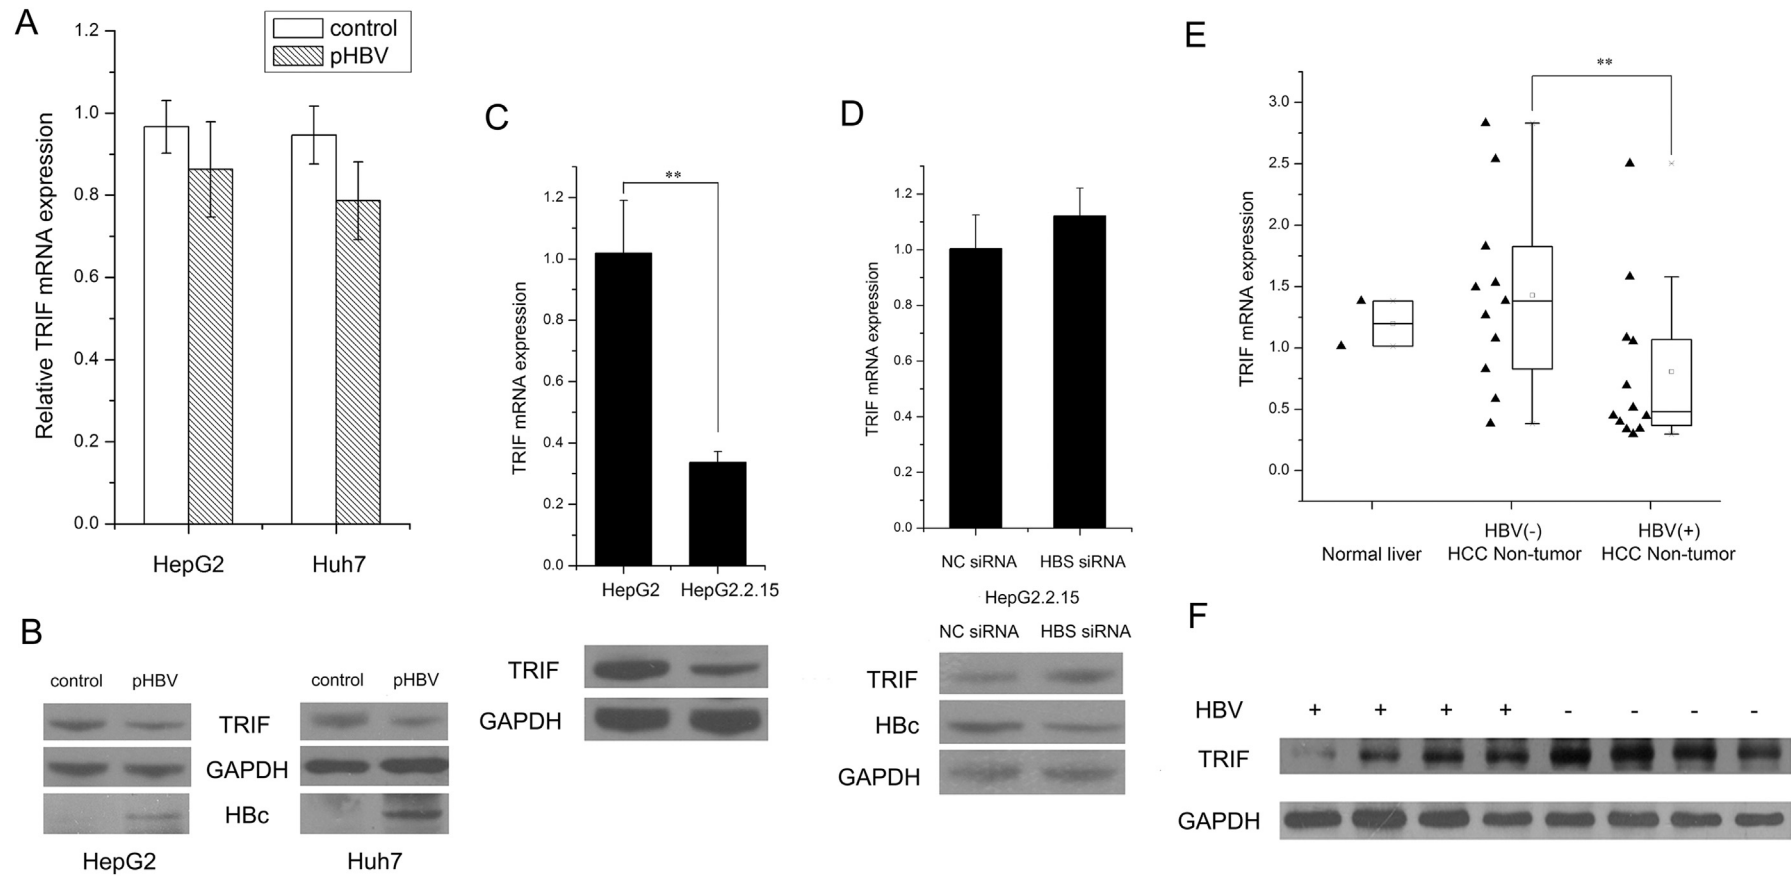 A
Relative TRIF mRNA expression
1.2
1.0
0.8
0.6
0.4
0.2
0.0
control
pHBV
HepG2
Huh7
B
control
pHBV
control
pHBV
TRIF
GAPDH
HBc
HepG2
Huh7
C
TRIF mRNA expression
1.2
1.0
0.8
0.6
0.4
0.2
0.0
**
HepG2
HepG2.2.15
TRIF
GAPDH
D
TRIF mRNA expression
1.2
1.0
0.8
0.6
0.4
0.2
0.0
NC siRNA
HBS siRNA
HepG2.2.15
NC siRNA
HBS siRNA
TRIF
HBc
GAPDH
E
TRIF mRNA expression
3.0
2.5
2.0
1.5
1.0
0.5
0.0
**
Normal liver
HBV(-)
HCC Non-tumor
HBV(+)
HCC Non-tumor
F
HBV + + + + - - - -
TRIF
GAPDH